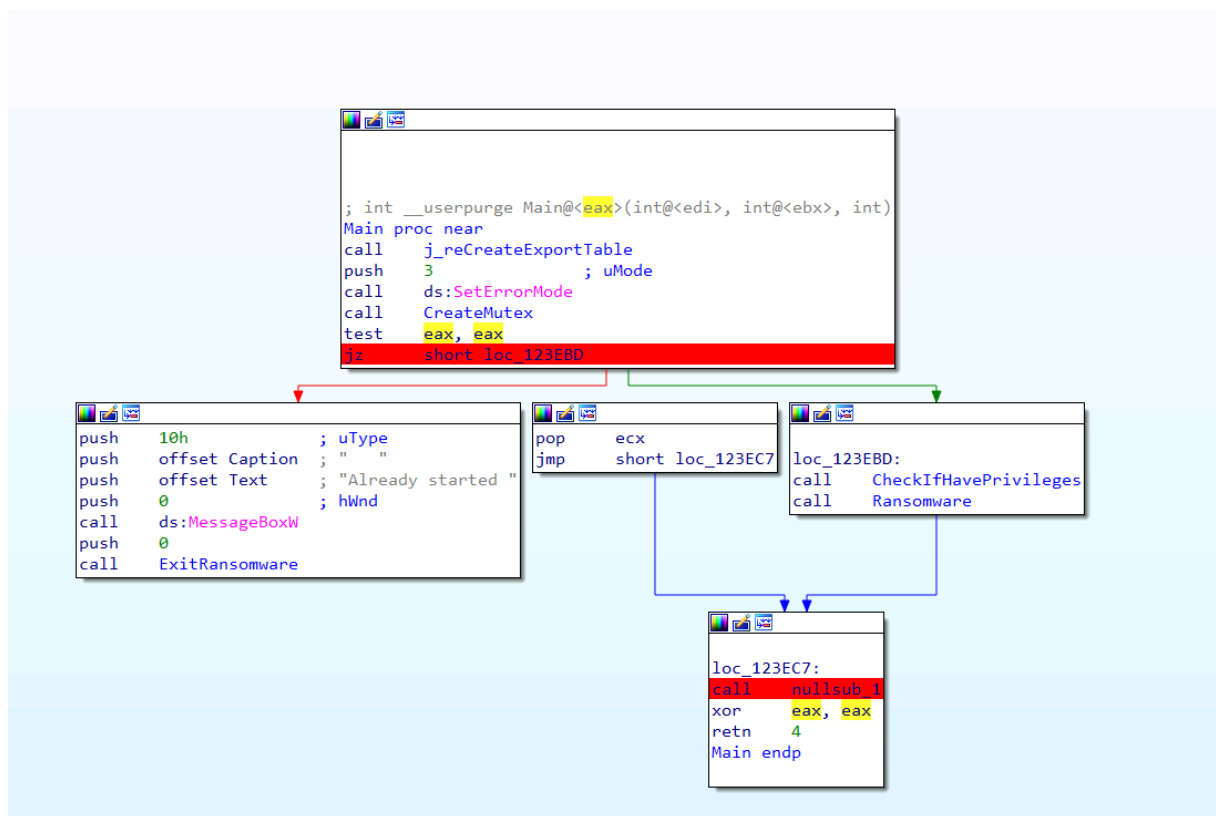 ; int __userpurge Main@<eax>(int@<edi>, int@<ebx>, int)
Main proc near
call j_reCreateExportTable
push 3 ; uMode
call ds:SetErrorMode
call CreateMutex
test eax, eax
jz short loc_123EBD
push 10h ; uType
push offset Caption ; "   "
push offset Text ; "Already started "
push 0 ; hWnd
call ds:MessageBoxW
push 0
call ExitRansomware
pop ecx
jmp short loc_123EC7
loc_123EBD:
call CheckIfHavePrivileges
call Ransomware
loc_123EC7:
call nullsub_1
xor eax, eax
retn 4
Main endp